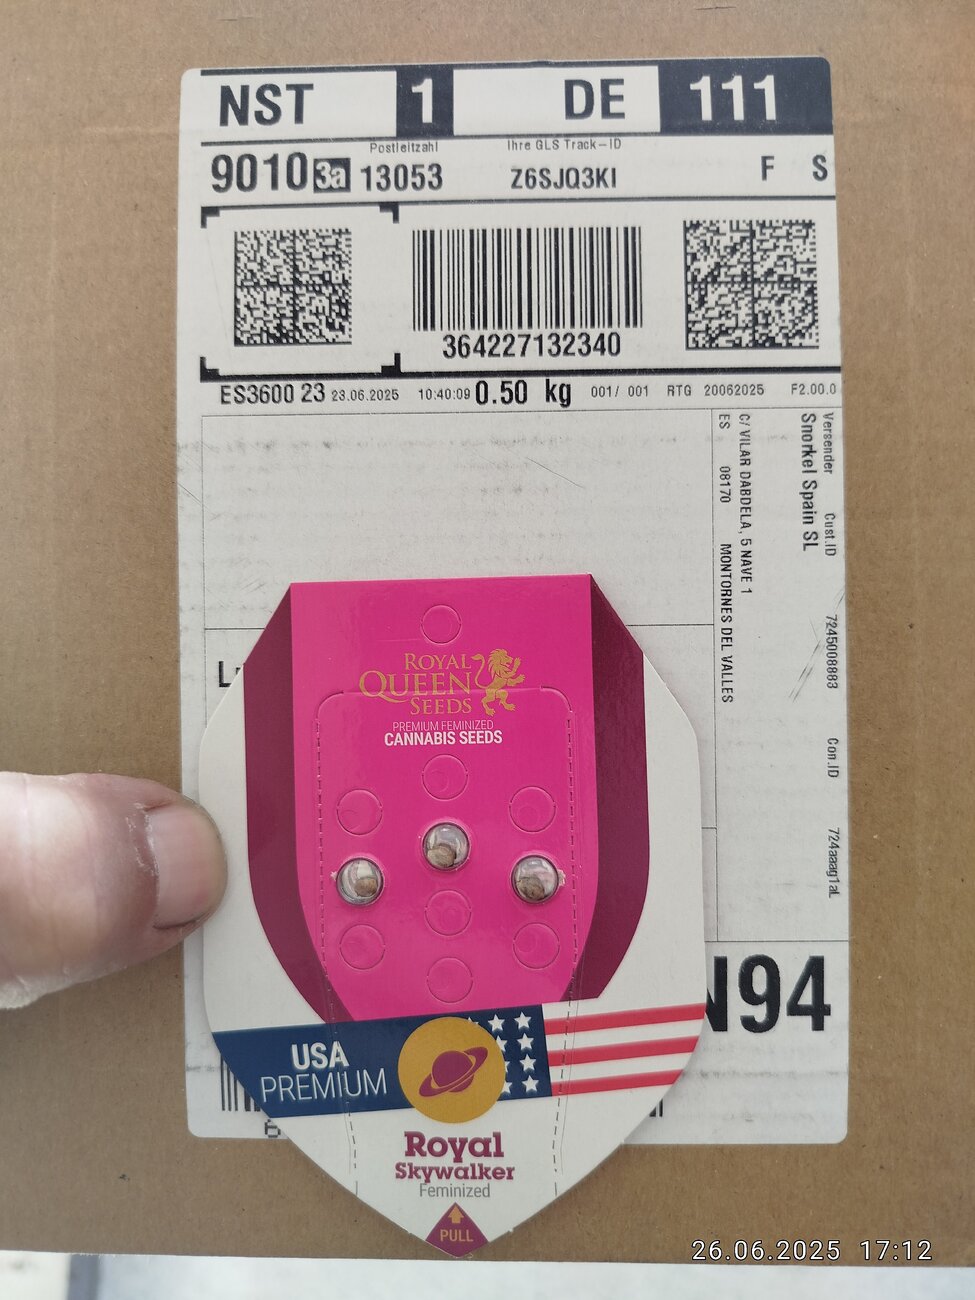 NST 1 DE 111
Postleitzahl Ihre GLS Track-ID
9010 3a 13053 Z6SJQ3KI F S
364227132340
ES3600 23 23.06.2025 10:40:09 0.50 kg 001/ 001 RTG 20062025 F2.00.0
Versender Cust.ID 7245008883 Con.ID 724aaag1aL
Snorkel Spain SL
C/ VILAR DABDELA, 5 NAVE 1
ES 08170 MONTORNES DEL VALLES
ROYAL
QUEEN
SEEDS
PREMIUM FEMINIZED
CANNABIS SEEDS
N94
USA
PREMIUM
6
Royal
Skywalker
Feminized
PULL
26.06.2025 17:12